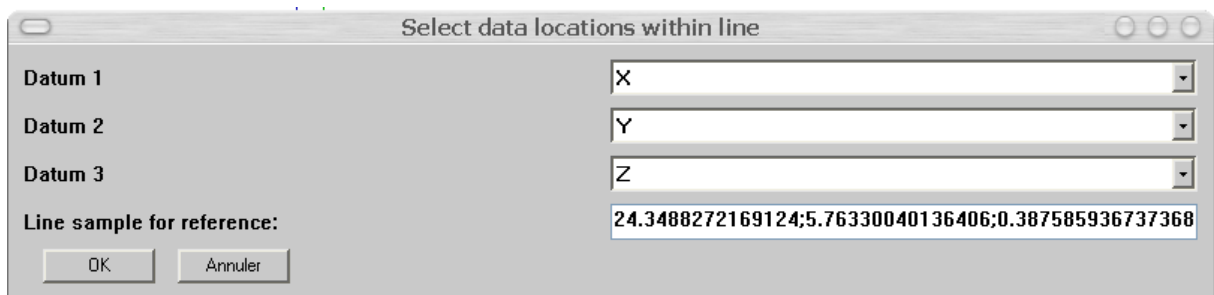 Select data locations within line
Datum 1 X
Datum 2 Y
Datum 3 Z
Line sample for reference: 24.3488272169124;5.76330040136406;0.387585936737368
OK Annuler